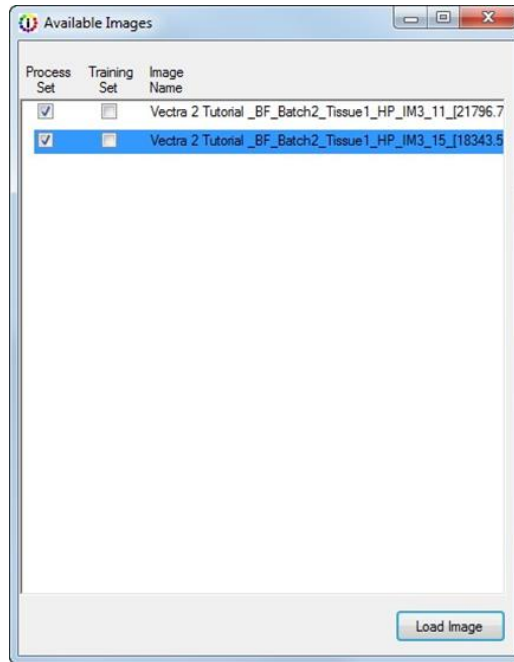 Available Images
Process Set
Training Set
Image Name
Vectra 2 Tutorial _BF_Batch2_Tissue1_HP_IM3_11_[21796.7
Vectra 2 Tutorial _BF_Batch2_Tissue1_HP_IM3_15_[18343.5
Load Image